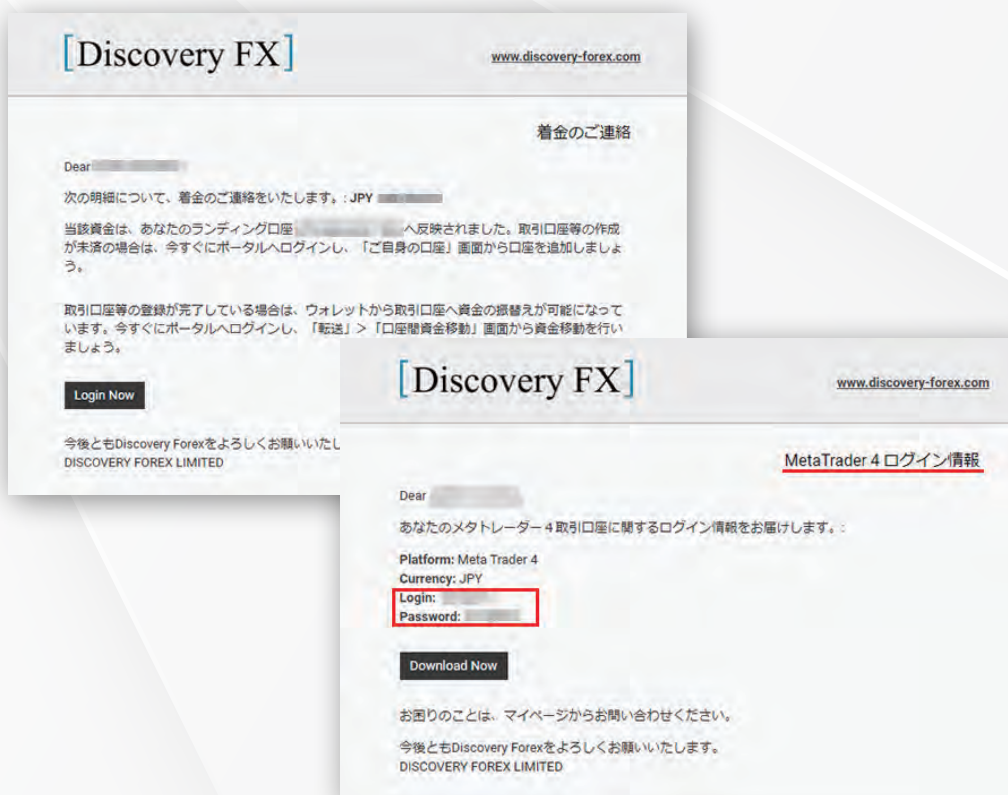 [Discovery FX]
www.discovery-forex.com
着金のご連絡
Dear
次の明細について、着金のご連絡をいたします。: JPY
当該資金は、あなたのランディング口座 へ反映されました。取引口座等の作成
が未済の場合は、今すぐにポータルへログインし、「ご自身の口座」画面から口座を追加しましょ
う。
取引口座等の登録が完了している場合は、ウォレットから取引口座へ資金の振替えが可能になって
います。今すぐにポータルへログインし、「転送」>「口座間資金移動」画面から資金移動を行い
ましょう。
Login Now
今後ともDiscovery Forexをよろしくお願いいたし
DISCOVERY FOREX LIMITED
[Discovery FX]
www.discovery-forex.com
MetaTrader 4 ログイン情報
Dear
あなたのメタトレーダー4取引口座に関するログイン情報をお届けします。:
Platform: Meta Trader 4
Currency: JPY
Login:
Password:
Download Now
お困りのことは、マイページからお問い合わせください。
今後ともDiscovery Forexをよろしくお願いいたします。
DISCOVERY FOREX LIMITED